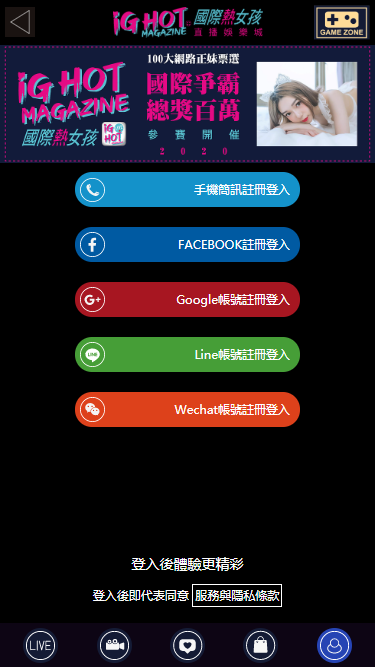 iG HOT
MAGAZINE
國際熱女孩
直播娛樂城
GAME ZONE
iG HOT
MAGAZINE
國際熱女孩
iG
HOT
100大網路正妹票選
國際爭霸
總獎百萬
參賽開催
2020
手機簡訊註冊登入
FACEBOOK註冊登入
Google帳號註冊登入
LINE
Line帳號註冊登入
Wechat帳號註冊登入
登入後體驗更精彩
登入後即代表同意 服務與隱私條款
LIVE